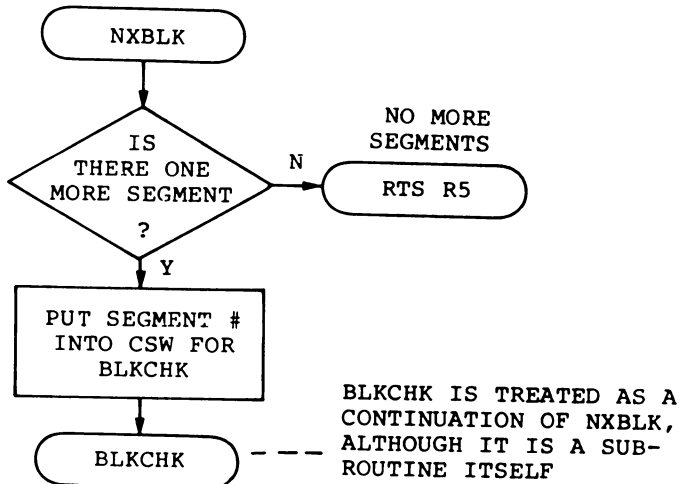 NXBLK
IS
THERE ONE
MORE SEGMENT
?
N
NO MORE
SEGMENTS
RTS R5
Y
PUT SEGMENT #
INTO CSW FOR
BLKCHK
BLKCHK
BLKCHK IS TREATED AS A
CONTINUATION OF NXBLK,
ALTHOUGH IT IS A SUB-
ROUTINE ITSELF